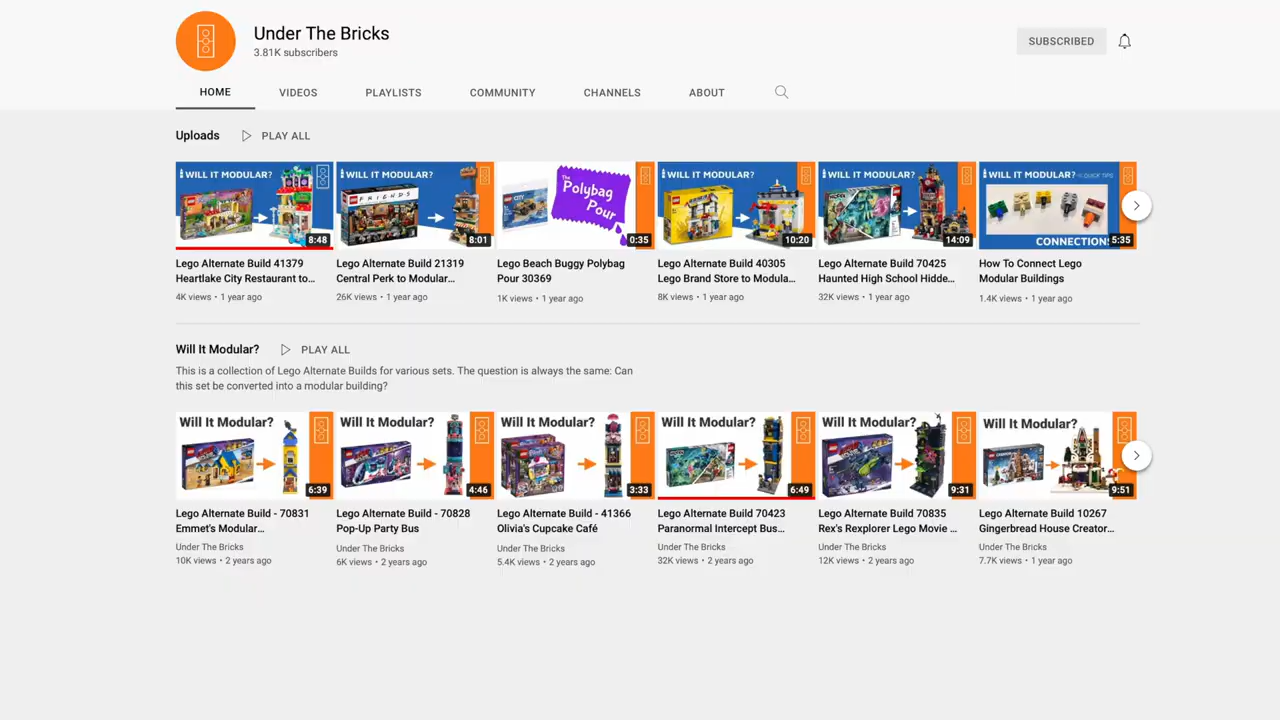 Under The Bricks
3.81K subscribers
SUBSCRIBED
HOME
VIDEOS
PLAYLISTS
COMMUNITY
CHANNELS
ABOUT
Uploads
PLAY ALL
WILL IT MODULAR?
8:48
Lego Alternate Build 41379
Heartlake City Restaurant to...
4K views • 1 year ago
WILL IT MODULAR?
FRIENDS
8:01
Lego Alternate Build 21319
Central Perk to Modular...
26K views • 1 year ago
CITY
The
Polybag
Pour
0:35
Lego Beach Buggy Polybag
Pour 30369
1K views • 1 year ago
WILL IT MODULAR?
10:20
Lego Alternate Build 40305
Lego Brand Store to Modula...
8K views • 1 year ago
WILL IT MODULAR?
14:09
Lego Alternate Build 70425
Haunted High School Hidde...
32K views • 1 year ago
WILL IT MODULAR? QUICK TIPS
CONNECTIONS
5:35
How To Connect Lego
Modular Buildings
1.4K views • 1 year ago
Will It Modular?
PLAY ALL
This is a collection of Lego Alternate Builds for various sets. The question is always the same: Can
this set be converted into a modular building?
Will It Modular?
6:39
Lego Alternate Build - 70831
Emmet's Modular...
Under The Bricks
10K views • 2 years ago
Will It Modular?
4:46
Lego Alternate Build - 70828
Pop-Up Party Bus
Under The Bricks
6K views • 2 years ago
Will It Modular?
3:33
Lego Alternate Build - 41366
Olivia's Cupcake Café
Under The Bricks
5.4K views • 2 years ago
Will It Modular?
6:49
Lego Alternate Build 70423
Paranormal Intercept Bus...
Under The Bricks
32K views • 2 years ago
Will It Modular?
9:31
Lego Alternate Build 70835
Rex's Rexplorer Lego Movie ...
Under The Bricks
12K views • 2 years ago
Will It Modular?
9:51
Lego Alternate Build 10267
Gingerbread House Creator...
Under The Bricks
7.7K views • 1 year ago